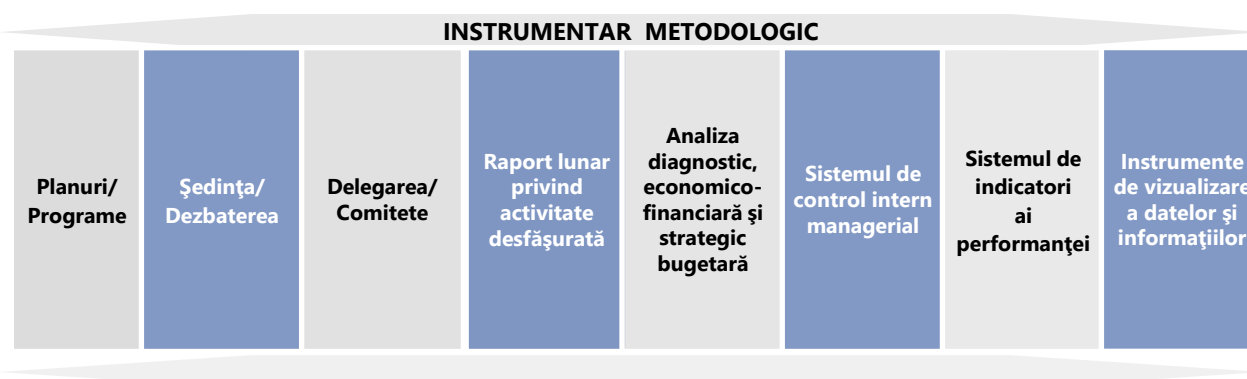 INSTRUMENTAR METODOLOGIC
Planuri/
Programe
Şedinţa/
Dezbaterea
Delegarea/
Comitete
Raport lunar
privind
activitate
desfăşurată
Analiza
diagnostic,
economico-
financiară şi
strategic
bugetară
Sistemul de
control intern
managerial
Sistemul de
indicatori
ai
performanţei
Instrumente
de vizualizare
a datelor şi
informaţiilor